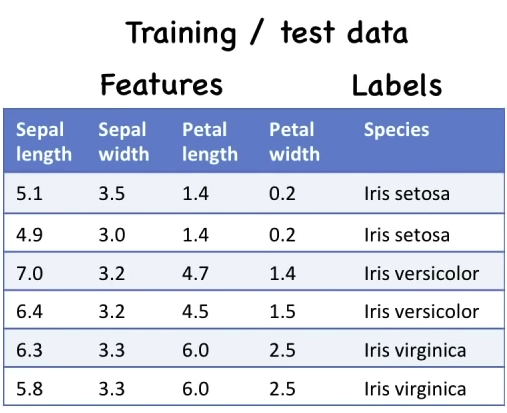 Training / test data
Features Labels
Sepal length Sepal width Petal length Petal width Species
5.1 3.5 1.4 0.2 Iris setosa
4.9 3.0 1.4 0.2 Iris setosa
7.0 3.2 4.7 1.4 Iris versicolor
6.4 3.2 4.5 1.5 Iris versicolor
6.3 3.3 6.0 2.5 Iris virginica
5.8 3.3 6.0 2.5 Iris virginica